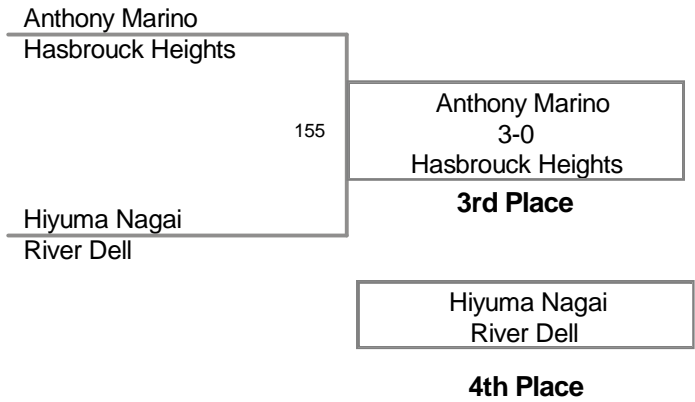 Anthony Marino
Hasbrouck Heights
155
Anthony Marino
3-0
Hasbrouck Heights
3rd Place
Hiyuma Nagai
River Dell
Hiyuma Nagai
River Dell
4th Place